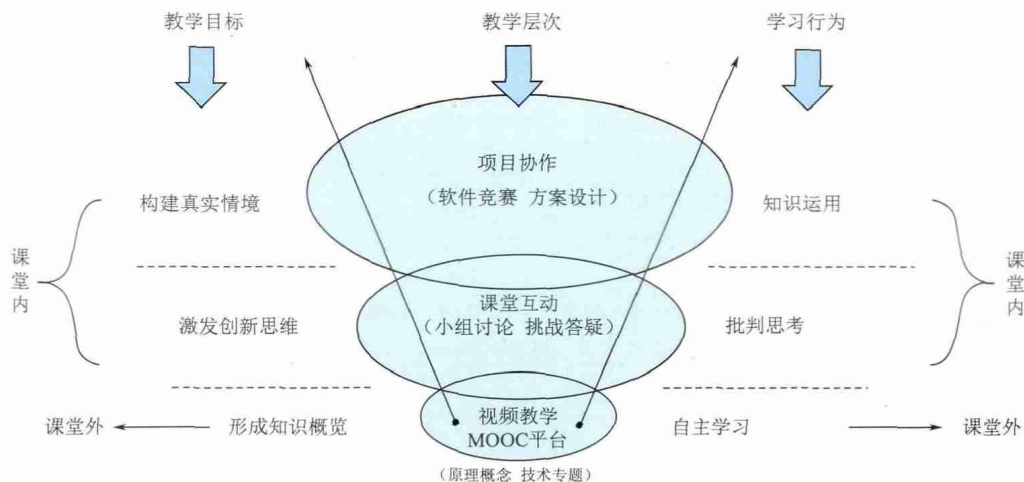 教学目标 教学层次 学习行为
项目协作
(软件竞赛 方案设计)
构建真实情境
知识运用
课堂内
课堂内
课堂互动
(小组讨论 挑战答疑)
激发创新思维
批判思考
课堂外
形成知识概览
视频教学
MOOC平台
自主学习
课堂外
(原理概念 技术专题)